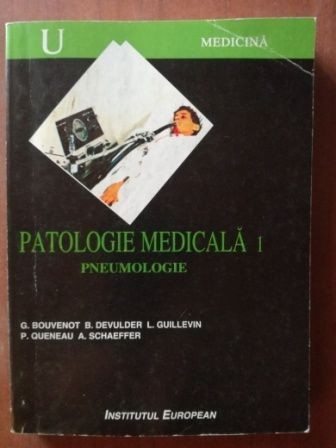 U MEDICINĂ
PATOLOGIE MEDICALĂ 1
PNEUMOLOGIE
G. BOUVENOT B. DEVULDER L. GUILLEVIN
P. QUENEAU A. SCHAEFFER
INSTITUTUL EUROPEAN